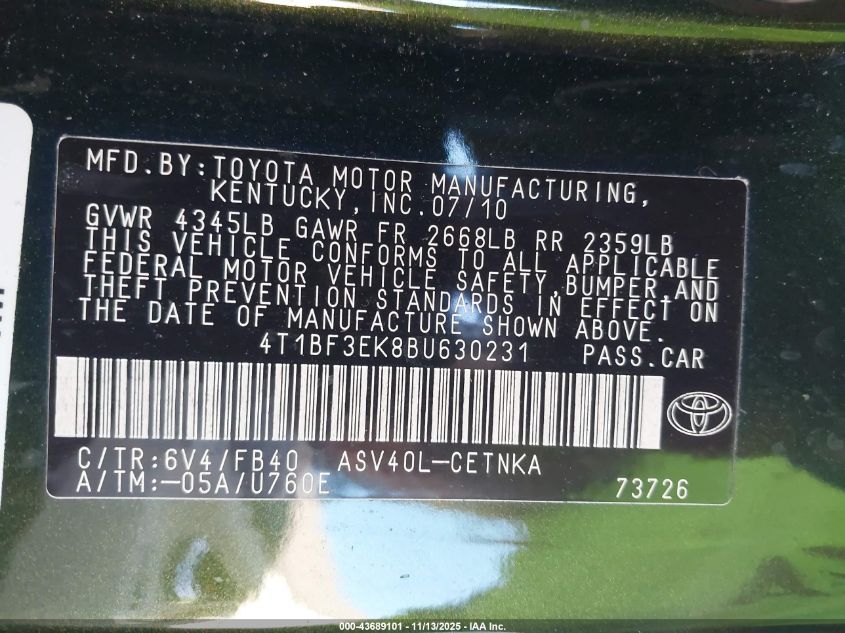 MFD.BY:TOYOTA MOTOR MANUFACTURING,
KENTUCKY,INC.07/10
GVWR 4345LB GAWR FR 2668LB RR 2359LB
THIS VEHICLE CONFORMS TO ALL APPLICABLE
FEDERAL MOTOR VEHICLE SAFETY,BUMPER,AND
THEFT PREVENTION STANDARDS IN EFFECT ON
THE DATE OF MANUFACTURE SHOWN ABOVE.
4T1BF3EK8BU630231 PASS.CAR
C/TR:6V4/FB40 ASV40L-CETNKA
A/TM:-05A/U760E 73726
000-43689101 - 11/13/2025 - IAA Inc.